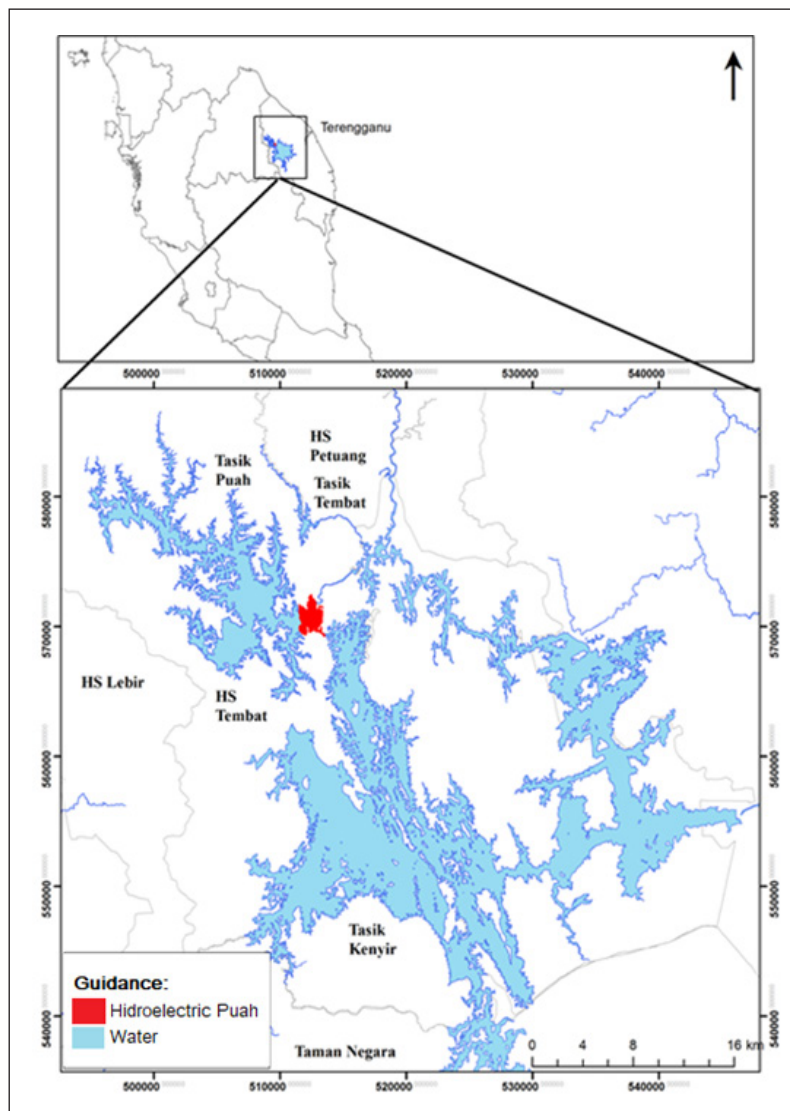 Terengganu
500000
510000
520000
530000
540000
HS
Petuang
Tasik
Puah
Tasik
Tembat
580000
580000
570000
570000
HS Lebir
HS
Tembat
560000
560000
550000
550000
Tasik
Kenyir
Guidance:
Hidroelectric Puah
Water
540000
540000
Taman Negara
0
4
8
16 km
500000
510000
520000
530000
540000